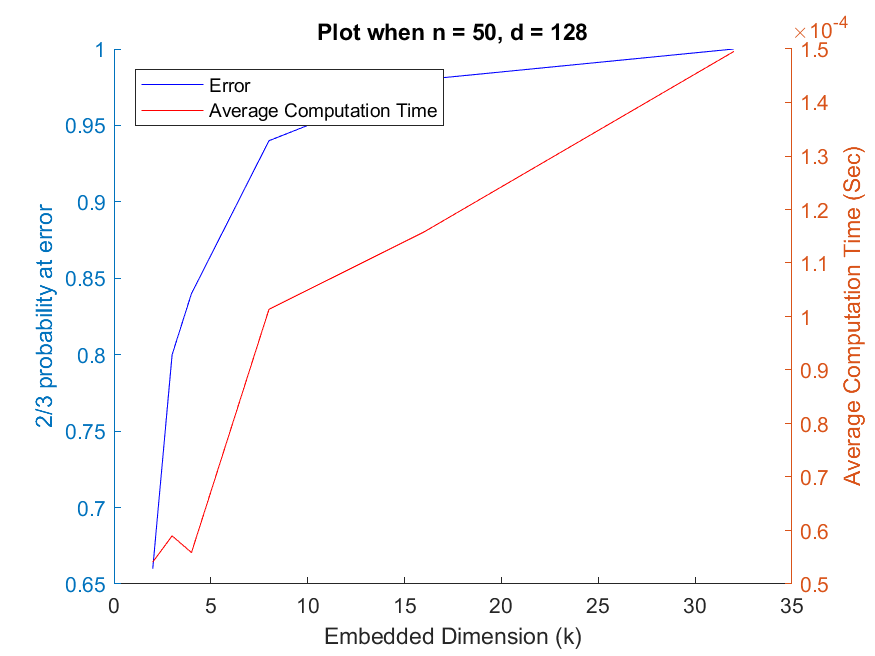 Plot when n = 50, d = 128
×10⁻⁴
Error
Average Computation Time
2/3 probability at error
1
0.95
0.9
0.85
0.8
0.75
0.7
0.65
Average Computation Time (Sec)
1.5
1.4
1.3
1.2
1.1
1
0.9
0.8
0.7
0.6
0.5
0 5 10 15 20 25 30 35
Embedded Dimension (k)